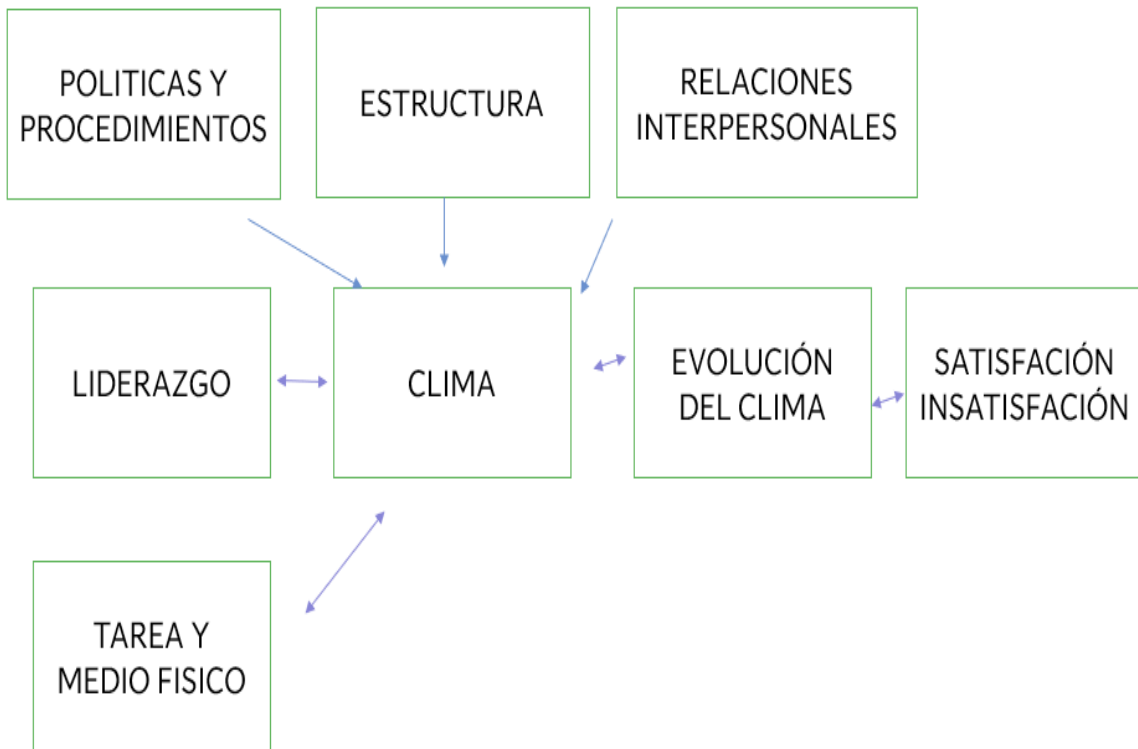 POLITICAS Y
PROCEDIMIENTOS
ESTRUCTURA
RELACIONES
INTERPERSONALES
LIDERAZGO
CLIMA
EVOLUCIÓN
DEL CLIMA
SATISFACIÓN
INSATISFACIÓN
TAREA Y
MEDIO FISICO